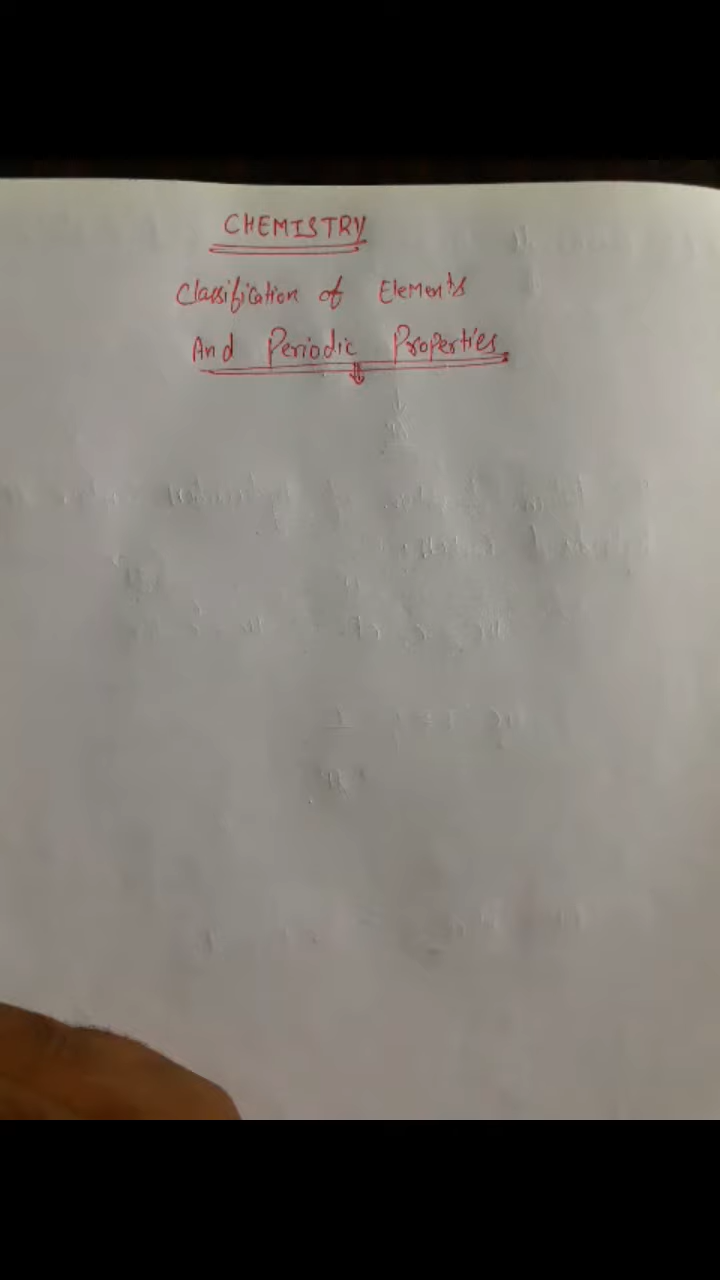 CHEMISTRY
Classification of Elements
And Periodic Properties